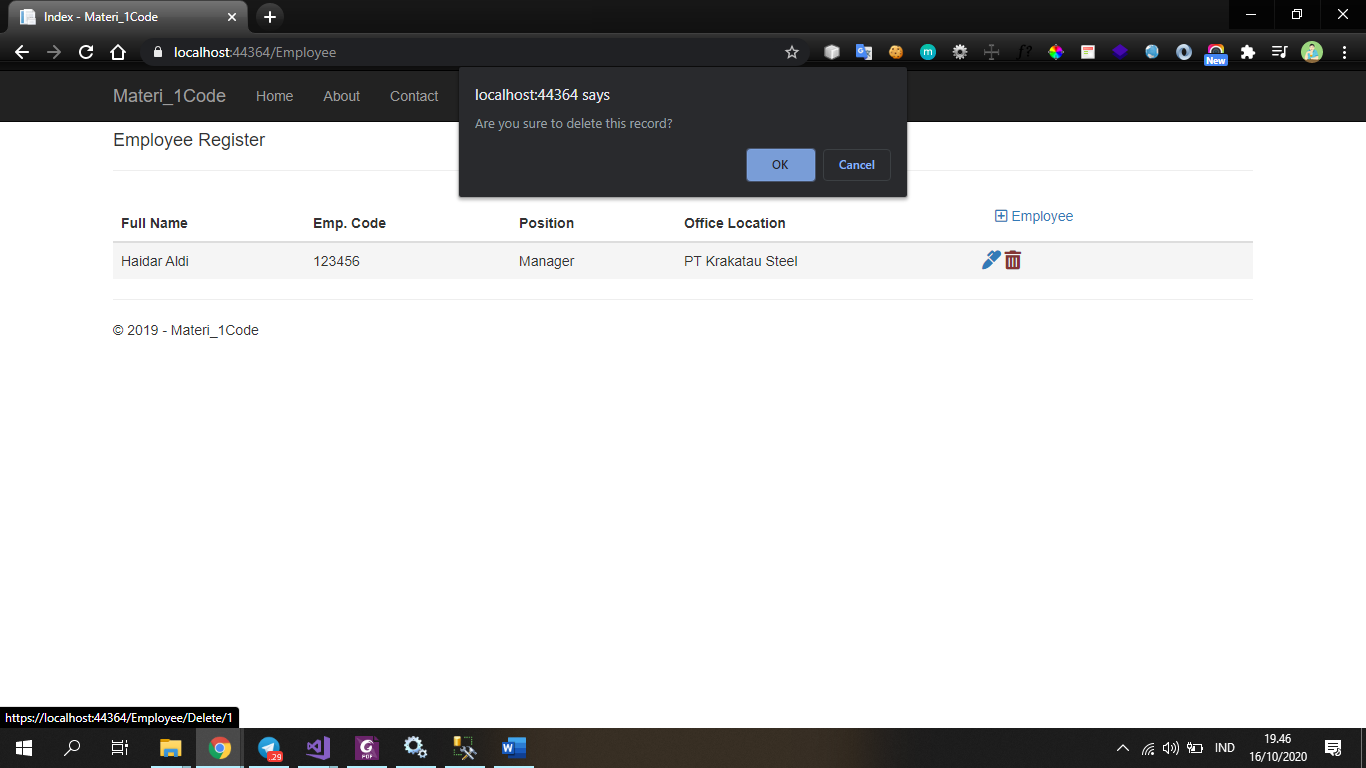 Index - Materi_1Code
localhost:44364/Employee
New
Materi_1Code Home About Contact
localhost:44364 says
Are you sure to delete this record?
OK Cancel
Employee Register
Full Name Emp. Code Position Office Location Employee
Haidar Aldi 123456 Manager PT Krakatau Steel
© 2019 - Materi_1Code
https://localhost:44364/Employee/Delete/1
29
PDF
IND
19.46
16/10/2020